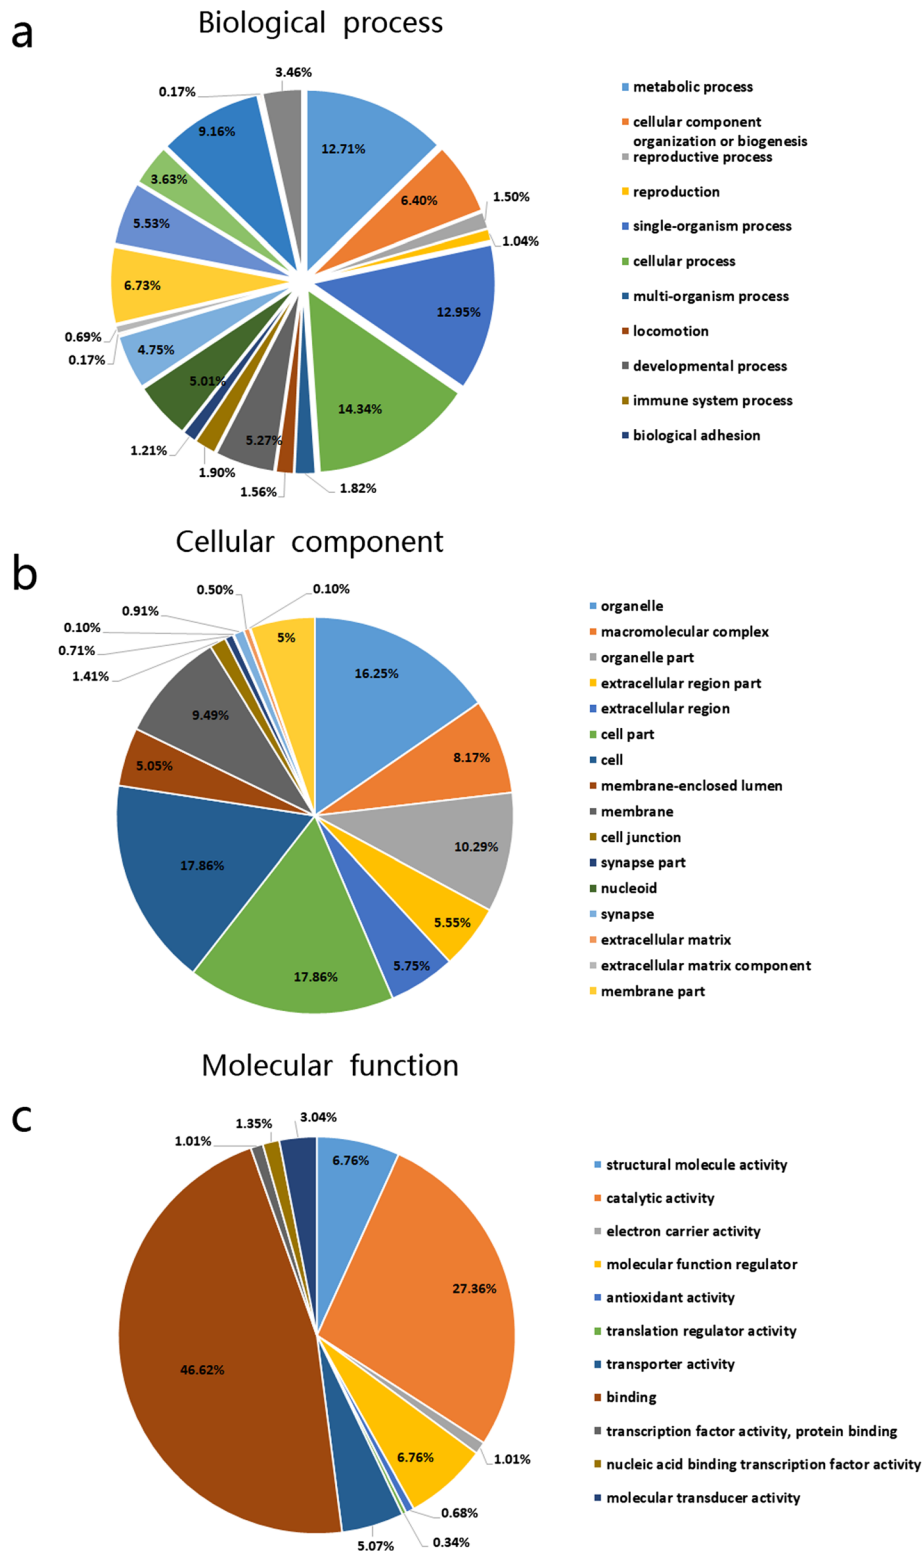 a
Biological process
3.46%
0.17%
9.16%
12.71%
3.63%
6.40%
1.50%
5.53%
1.04%
6.73%
12.95%
0.69%
0.17%
4.75%
5.01%
14.34%
5.27%
1.21%
1.90%
1.56%
1.82%
metabolic process
cellular component
organization or biogenesis
reproductive process
reproduction
single-organism process
cellular process
multi-organism process
locomotion
developmental process
immune system process
biological adhesion
b
Cellular component
0.50%
0.10%
0.91%
0.10%
0.71%
1.41%
5%
16.25%
9.49%
8.17%
5.05%
10.29%
17.86%
5.55%
5.75%
17.86%
organelle
macromolecular complex
organelle part
extracellular region part
extracellular region
cell part
cell
membrane-enclosed lumen
membrane
cell junction
synapse part
nucleoid
synapse
extracellular matrix
extracellular matrix component
membrane part
c
Molecular function
3.04%
1.35%
1.01%
6.76%
27.36%
46.62%
6.76%
1.01%
0.68%
0.34%
5.07%
structural molecule activity
catalytic activity
electron carrier activity
molecular function regulator
antioxidant activity
translation regulator activity
transporter activity
binding
transcription factor activity, protein binding
nucleic acid binding transcription factor activity
molecular transducer activity